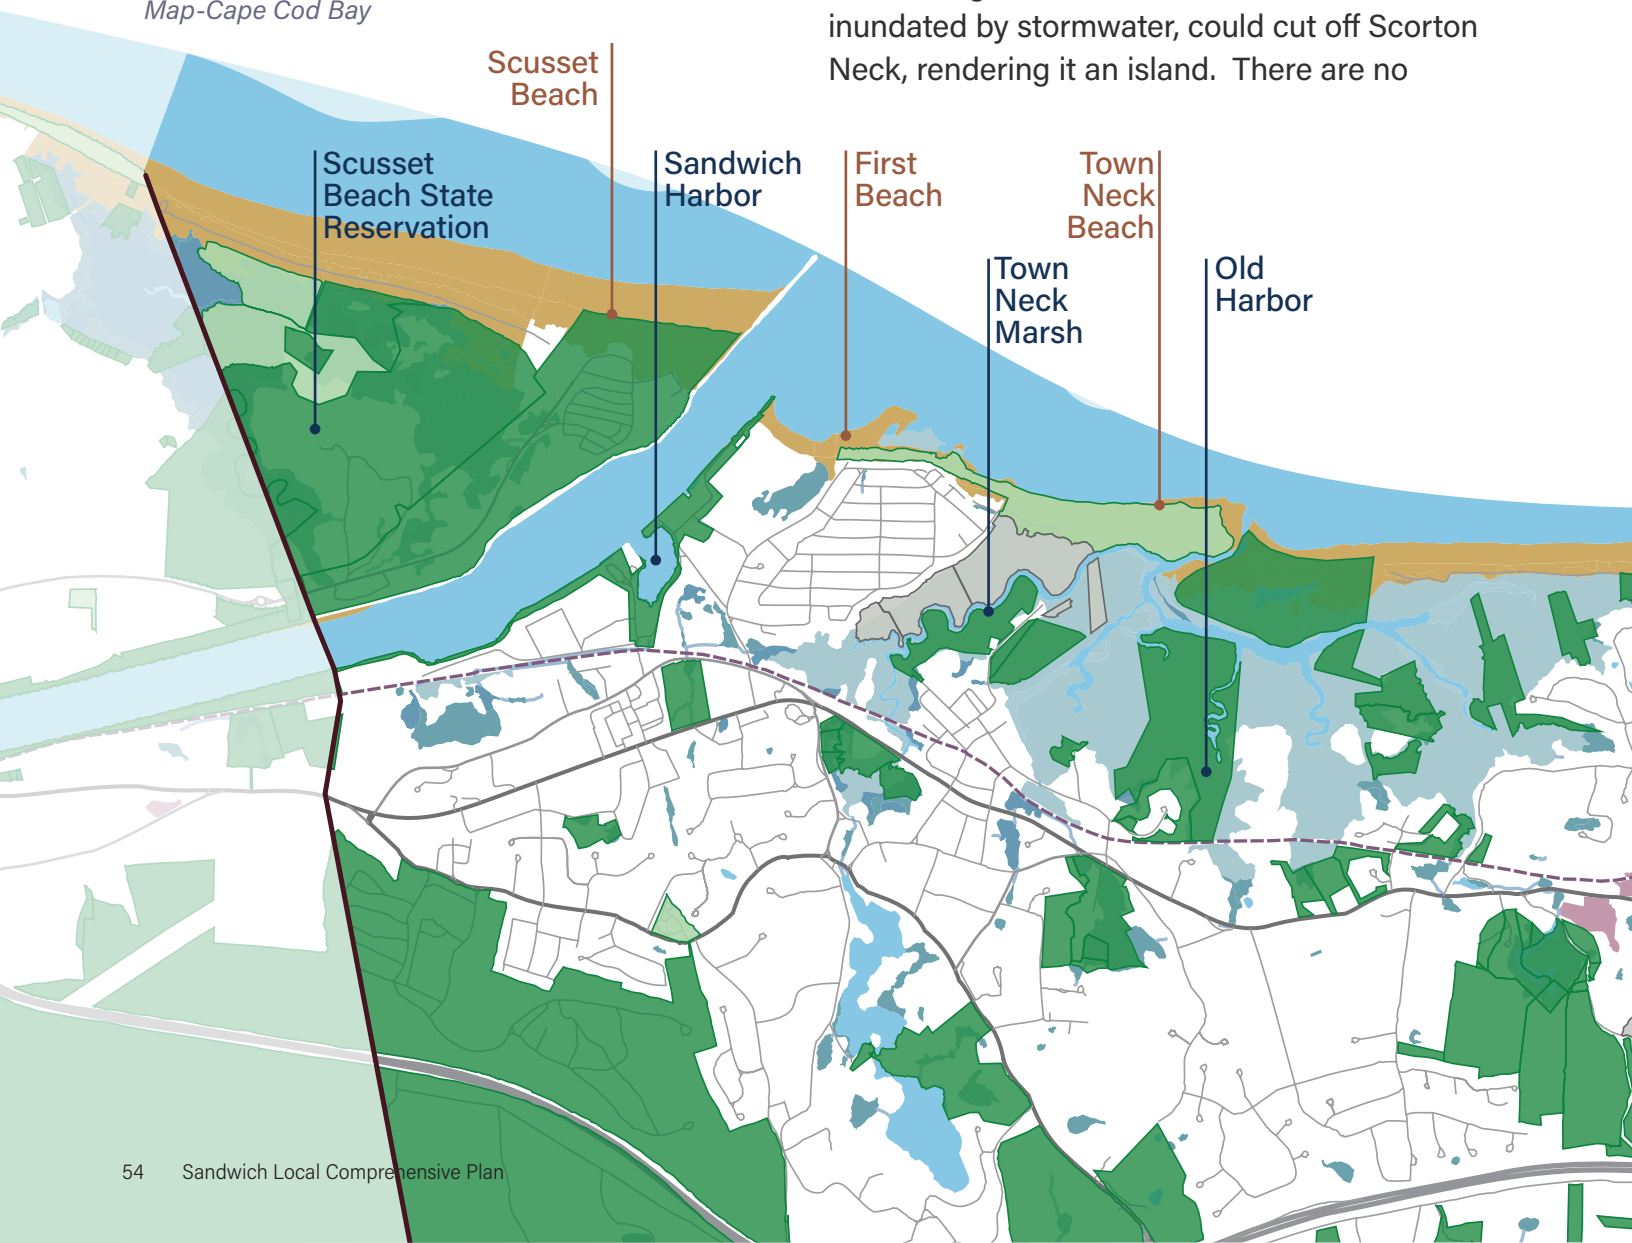 Map-Cape Cod Bay
inundated by stormwater, could cut off Scorton
Neck, rendering it an island.  There are no
Scusset
Beach
Scusset
Beach State
Reservation
Sandwich
Harbor
First
Beach
Town
Neck
Beach
Town
Neck
Marsh
Old
Harbor
54 Sandwich Local Comprehensive Plan